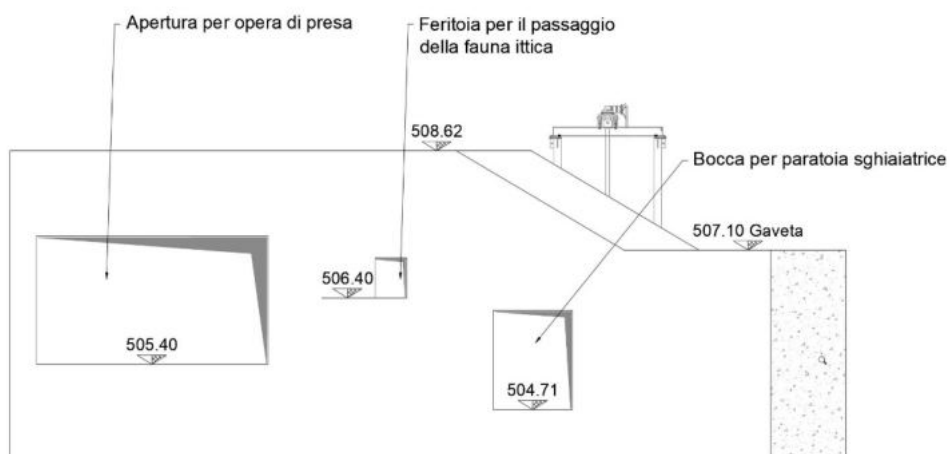 Apertura per opera di presa
Feritoia per il passaggio
della fauna ittica
508.62
Bocca per paratoia sghiaiatrice
507.10 Gaveta
506.40
505.40
504.71